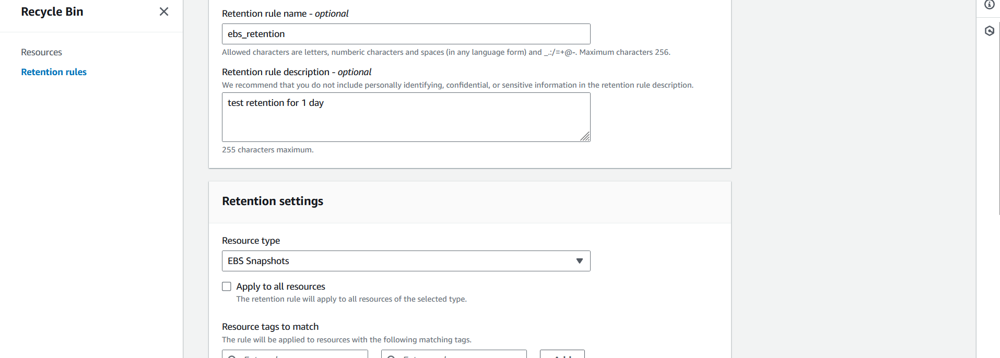 Recycle Bin
Resources
Retention rules
Retention rule name - optional
ebs_retention
Allowed characters are letters, numberic characters and spaces (in any language form) and _.:/=+@-. Maximum characters 256.
Retention rule description - optional
We recommend that you do not include personally identifying, confidential, or sensitive information in the retention rule description.
test retention for 1 day
255 characters maximum.
Retention settings
Resource type
EBS Snapshots
Apply to all resources
The retention rule will apply to all resources of the selected type.
Resource tags to match
The rule will be applied to resources with the following matching tags.